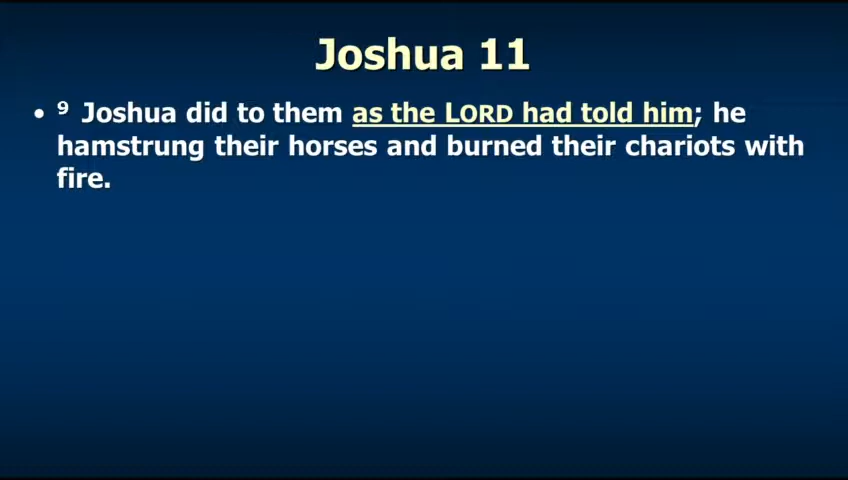 Joshua 11
• ⁹ Joshua did to them as the LORD had told him; he
hamstrung their horses and burned their chariots with
fire.